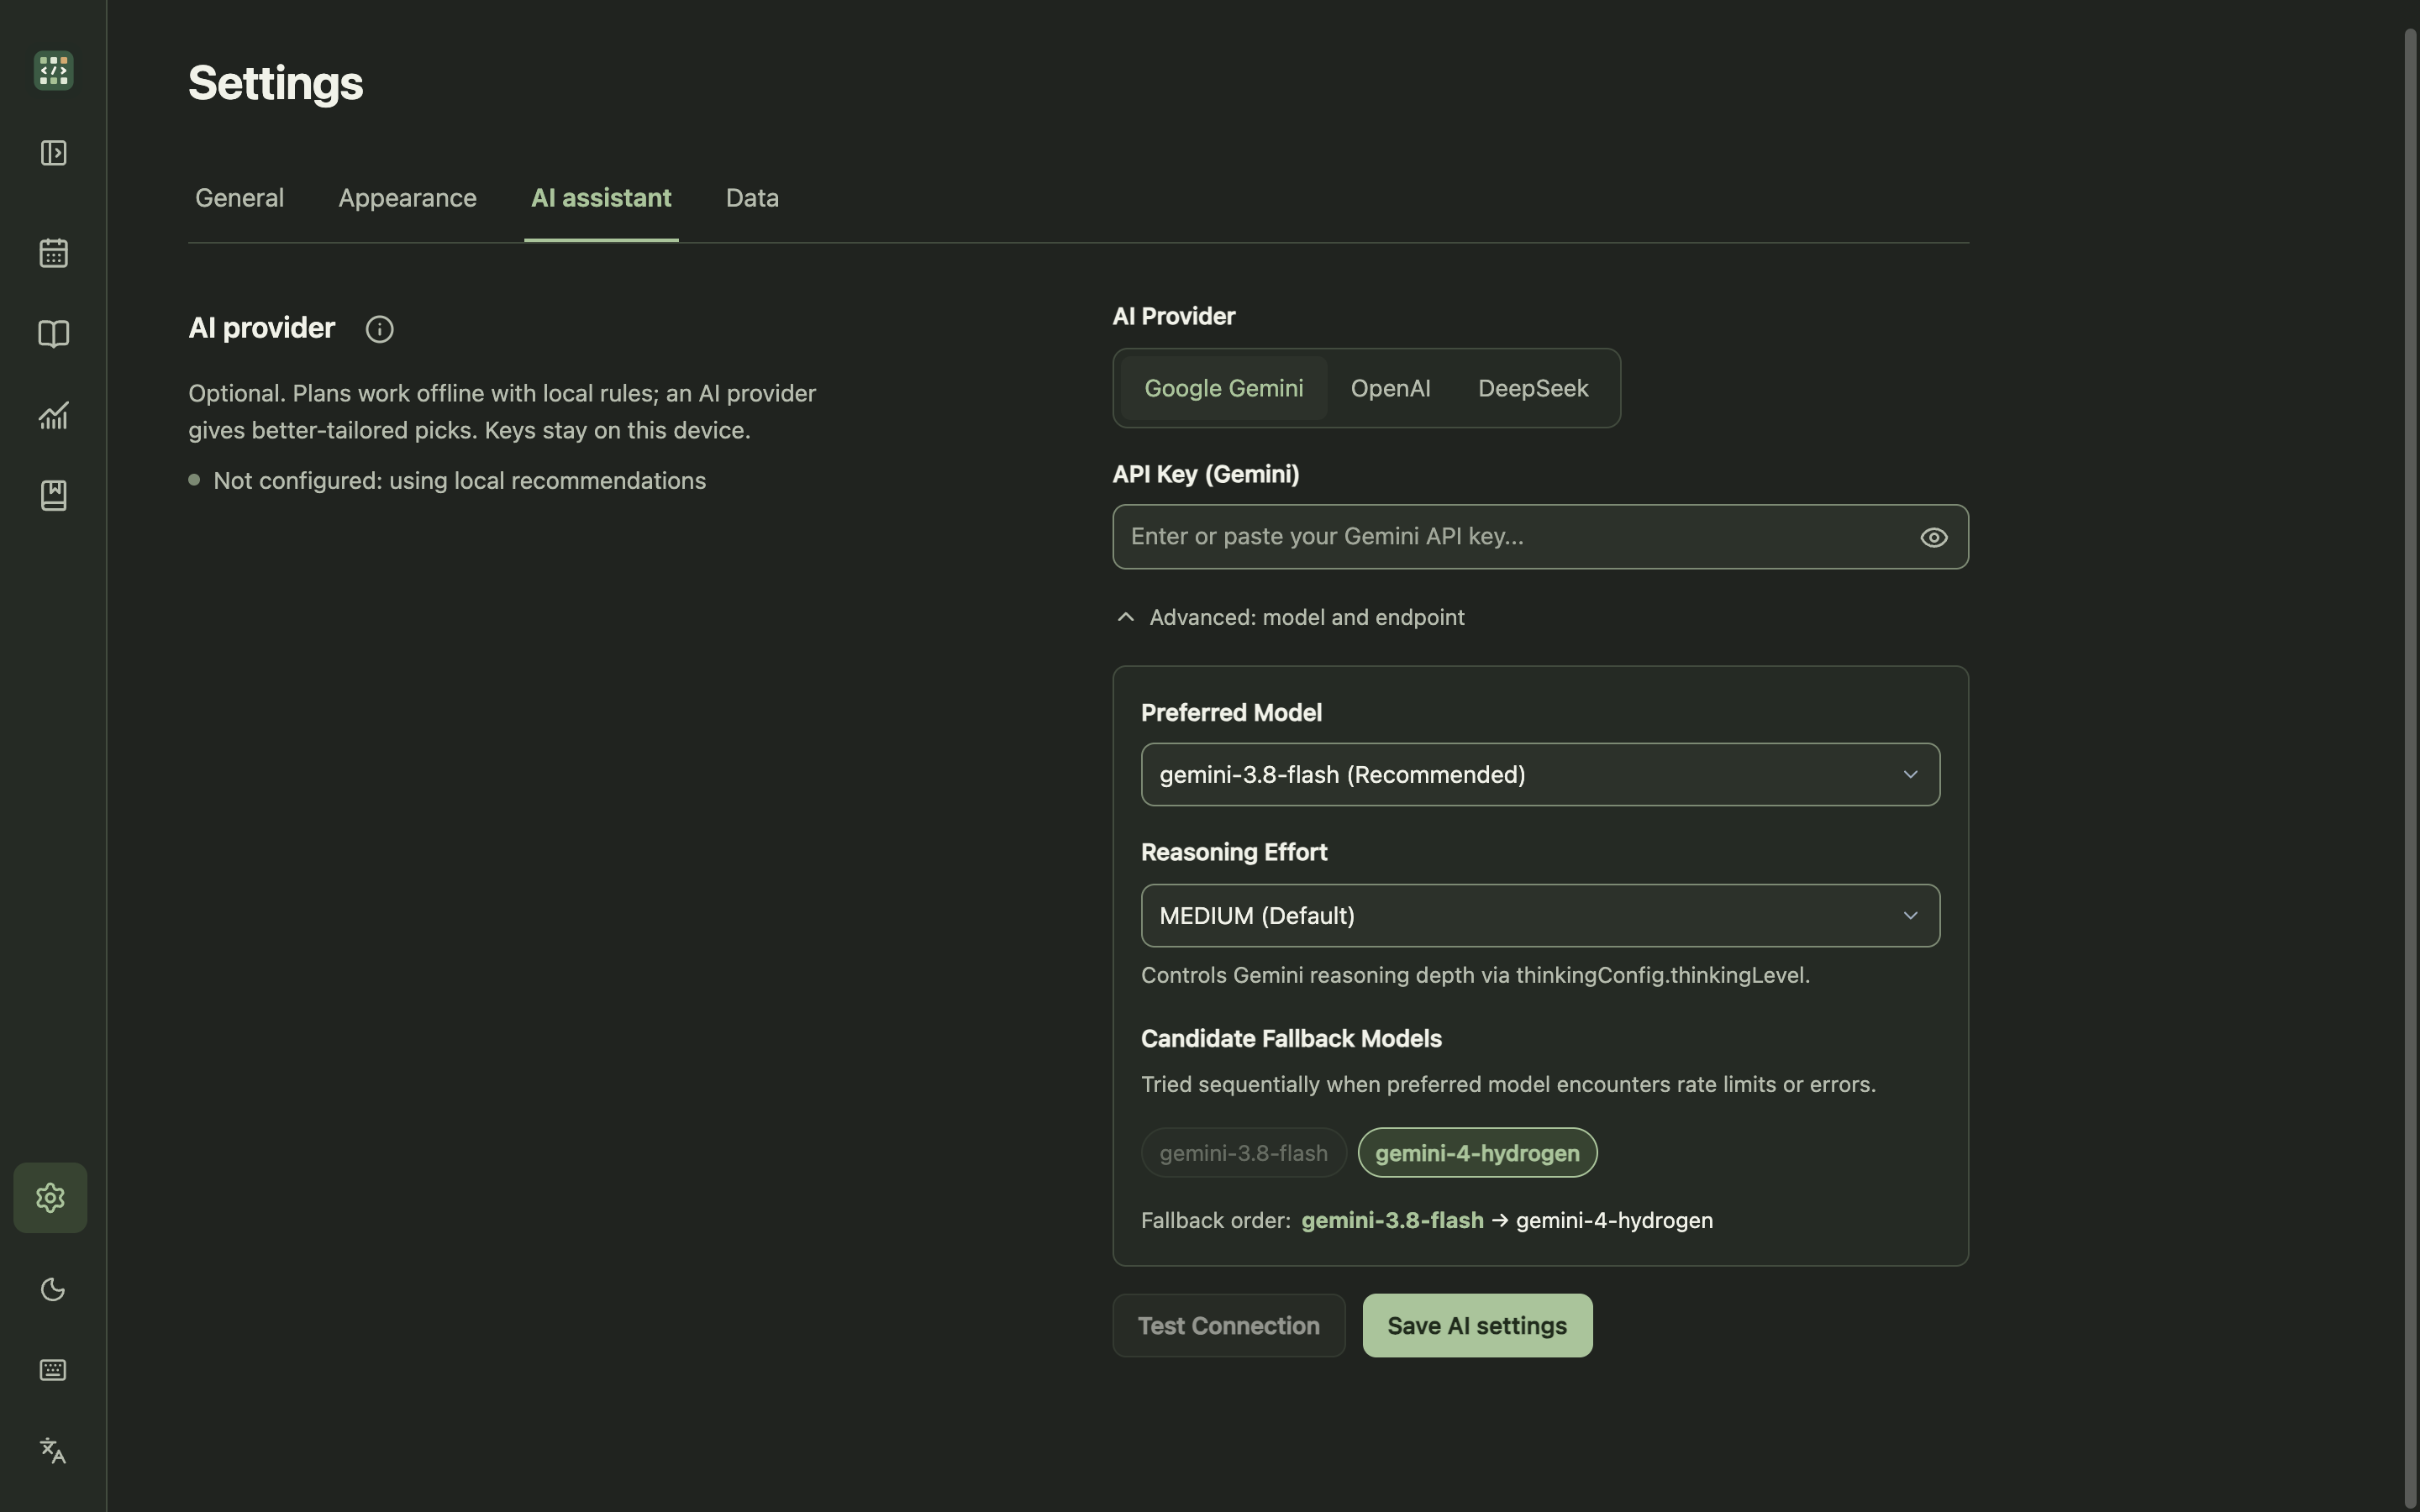 Settings
General
Appearance
AI assistant
Data
AI provider
Optional. Plans work offline with local rules; an AI provider
gives better-tailored picks. Keys stay on this device.
Not configured: using local recommendations
AI Provider
Google Gemini
OpenAI
DeepSeek
API Key (Gemini)
Enter or paste your Gemini API key...
Advanced: model and endpoint
Preferred Model
gemini-3.8-flash (Recommended)
Reasoning Effort
MEDIUM (Default)
Controls Gemini reasoning depth via thinkingConfig.thinkingLevel.
Candidate Fallback Models
Tried sequentially when preferred model encounters rate limits or errors.
gemini-3.8-flash
gemini-4-hydrogen
Fallback order: gemini-3.8-flash → gemini-4-hydrogen
Test Connection
Save AI settings